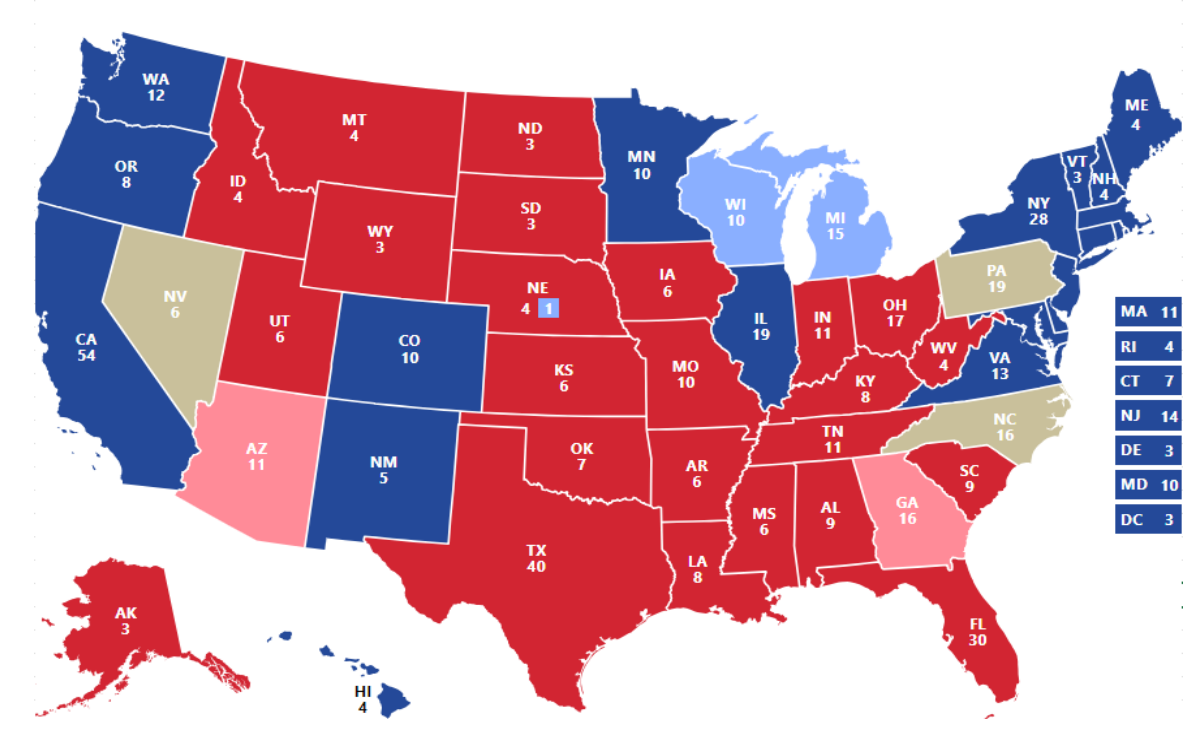 WA
12
OR
8
CA
54
NV
6
ID
4
MT
4
WY
3
UT
6
AZ
11
CO
10
NM
5
ND
3
SD
3
NE
4 1
KS
6
OK
7
TX
40
MN
10
IA
6
MO
10
AR
6
LA
8
WI
10
IL
19
MI
15
IN
11
OH
17
KY
8
TN
11
MS
6
AL
9
GA
16
FL
30
SC
9
NC
16
VA
13
WV
4
PA
19
NY
28
VT
3
NH
4
ME
4
MA 11
RI 4
CT 7
NJ 14
DE 3
MD 10
DC 3
AK
3
HI
4